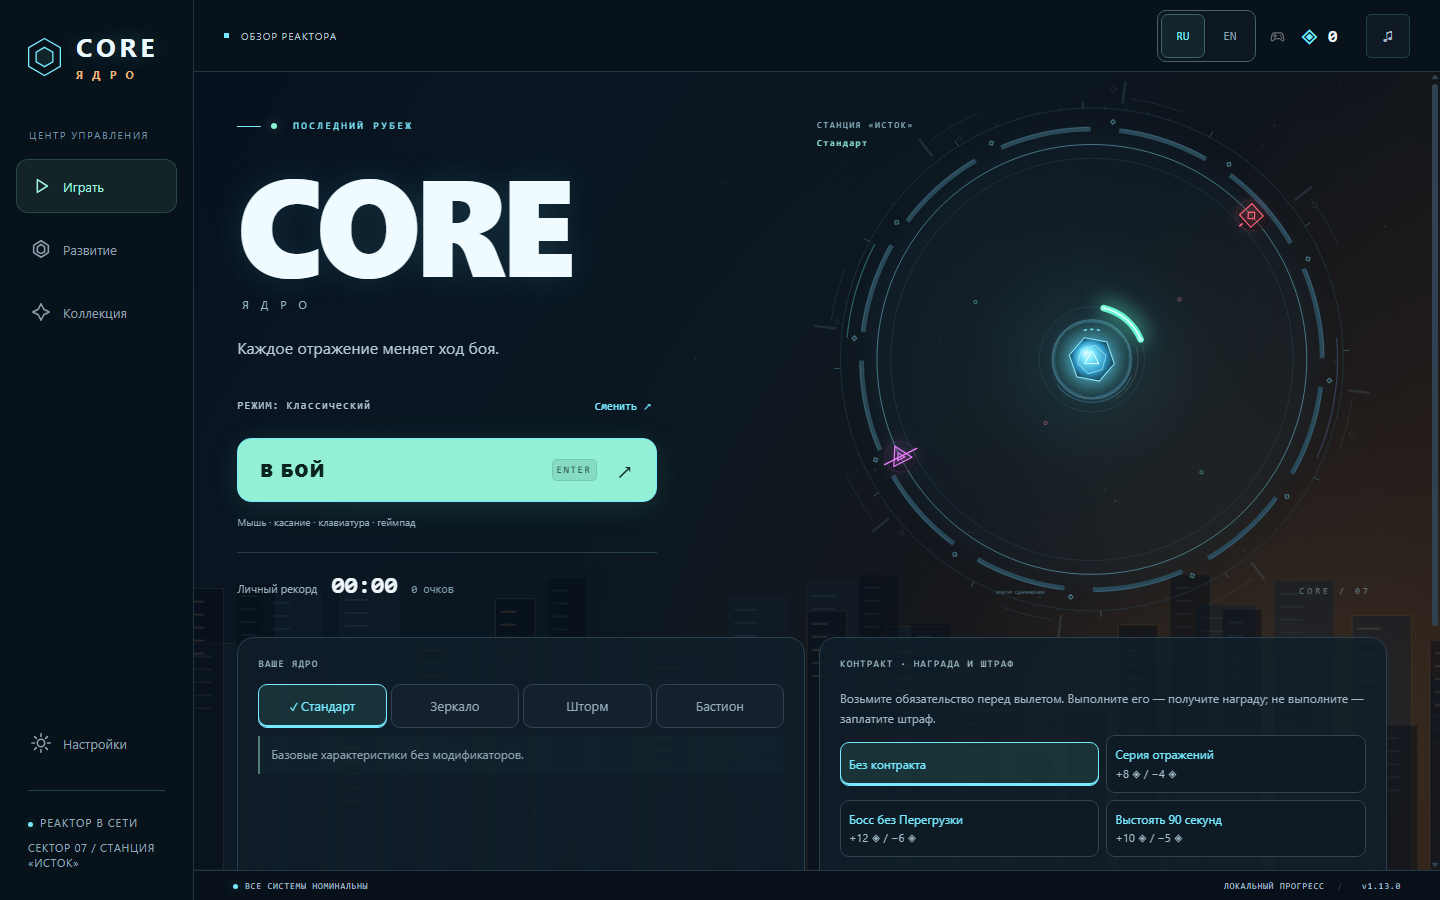 CORE
ЯДРО
ЦЕНТР УПРАВЛЕНИЯ
Играть
Развитие
Коллекция
Настройки
РЕАКТОР В СЕТИ
СЕКТОР 07 / СТАНЦИЯ
«ИСТОК»
ОБЗОР РЕАКТОРА
RU EN 0
ПОСЛЕДНИЙ РУБЕЖ
CORE
ЯДРО
Каждое отражение меняет ход боя.
РЕЖИМ: Классический Сменить ↗
В БОЙ ENTER ↗
Мышь · касание · клавиатура · геймпад
Личный рекорд 00:00 0 очков
СТАНЦИЯ «ИСТОК»
Стандарт
CORE / 07
ВАШЕ ЯДРО
✓ Стандарт Зеркало Шторм Бастион
Базовые характеристики без модификаторов.
КОНТРАКТ · НАГРАДА И ШТРАФ
Возьмите обязательство перед вылетом. Выполните его — получите награду; не выполните —
заплатите штраф.
Без контракта
Серия отражений
+8 ◈ / −4 ◈
Босс без Перегрузки
+12 ◈ / −6 ◈
Выстоять 90 секунд
+10 ◈ / −5 ◈
ВСЕ СИСТЕМЫ НОМИНАЛЬНЫ
ЛОКАЛЬНЫЙ ПРОГРЕСС / v1.13.0